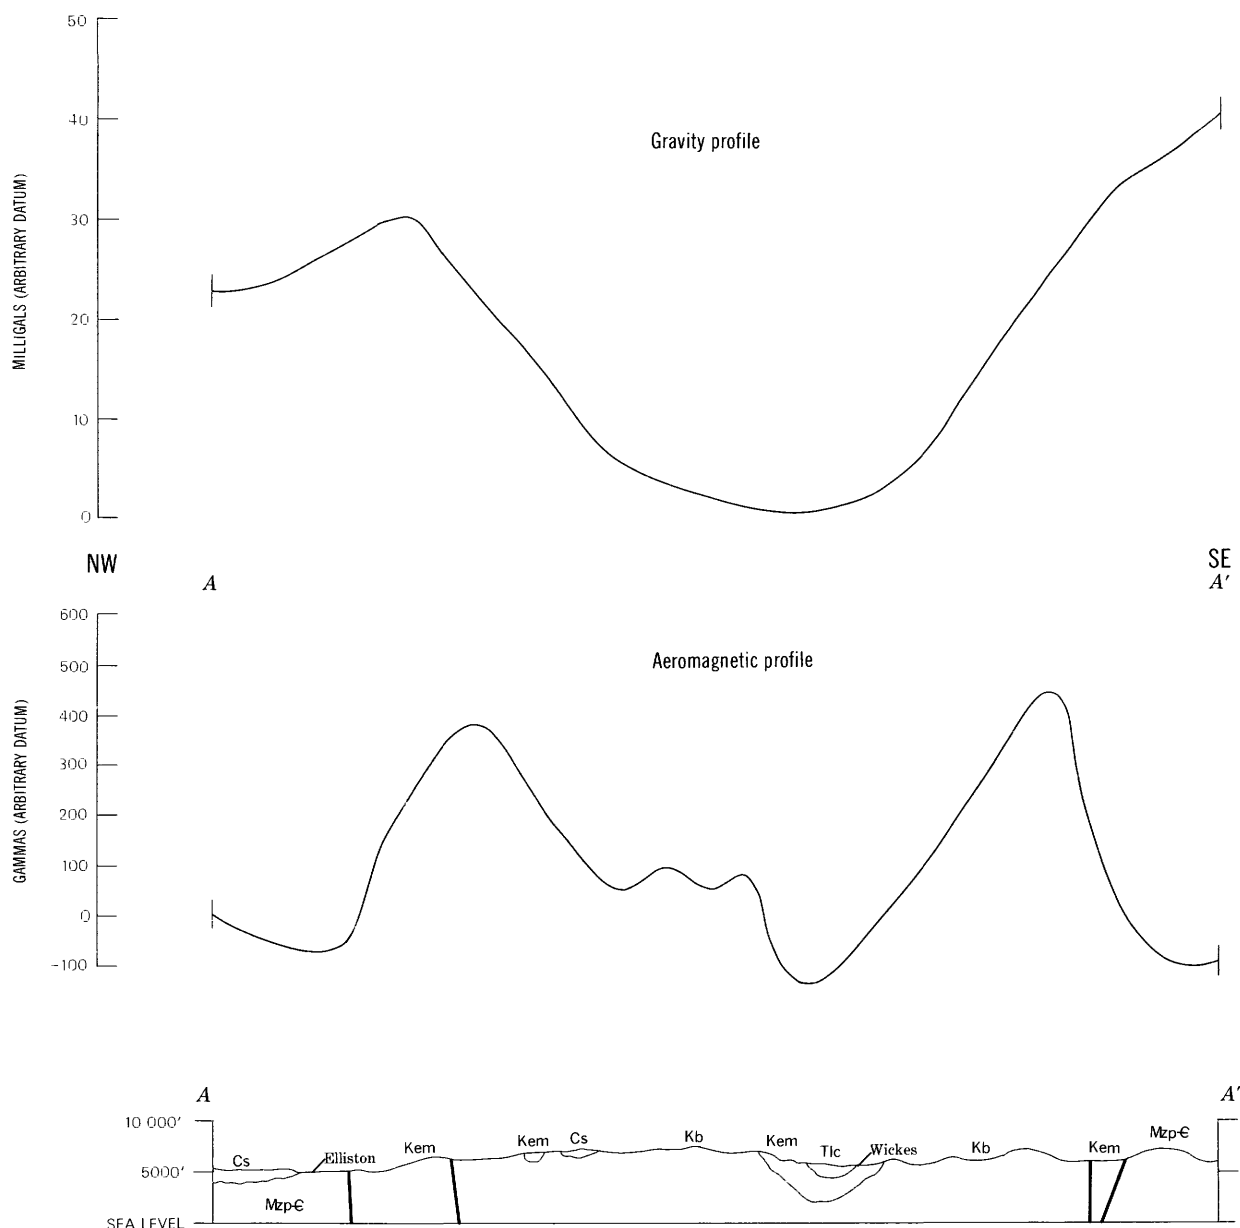 50
40
30
20
10
0
MILLIGALS (ARBITRARY DATUM)
Gravity profile
NW
A
SE
A′
600
500
400
300
200
100
0
-100
GAMMAS (ARBITRARY DATUM)
Aeromagnetic profile
A
A′
10 000′
5000′
SEA LEVEL
Cs
Elliston
MzpꞒ
Kem
Kem
Cs
Kb
Kem
Tlc
Wickes
Kb
Kem
MzpꞒ